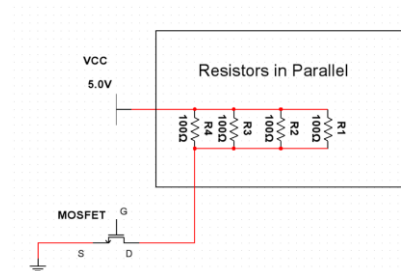 VCC
5.0V
Resistors in Parallel
R4
100Ω
R3
100Ω
R2
100Ω
R1
100Ω
MOSFET
G
S
D